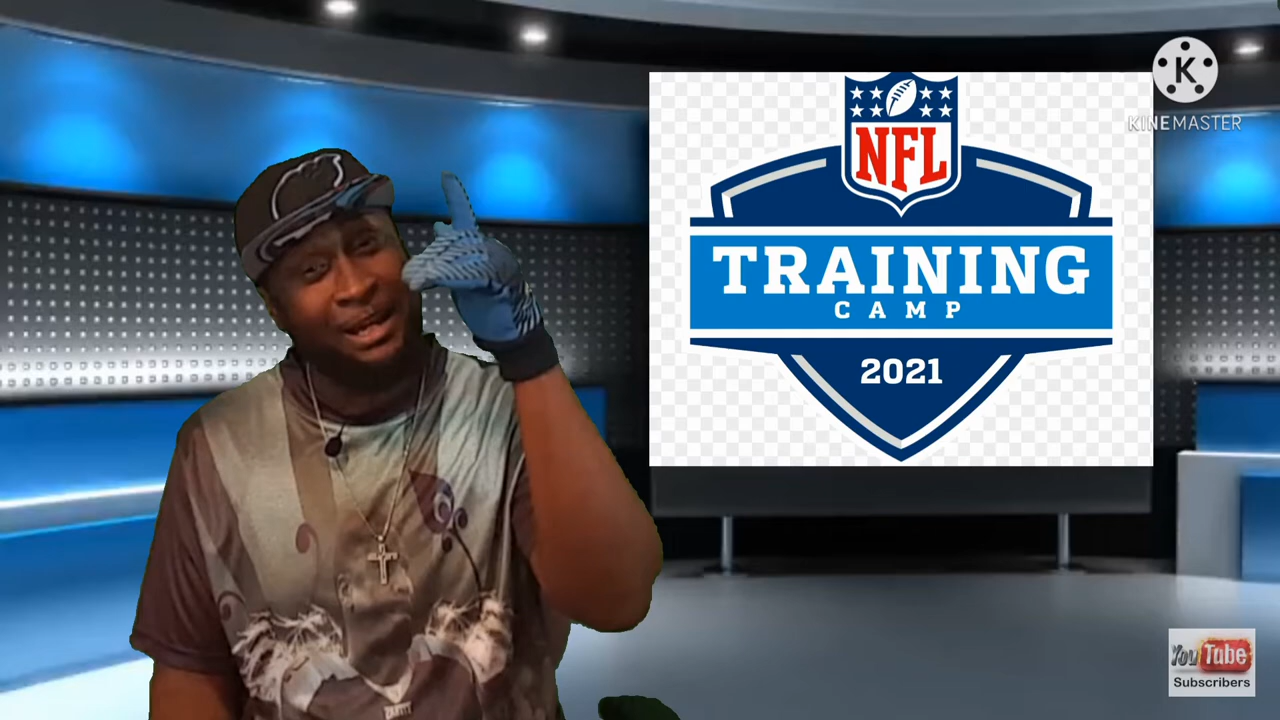 NFL
TRAINING
CAMP
2021
K
KINEMASTER
YouTube
Subscribers